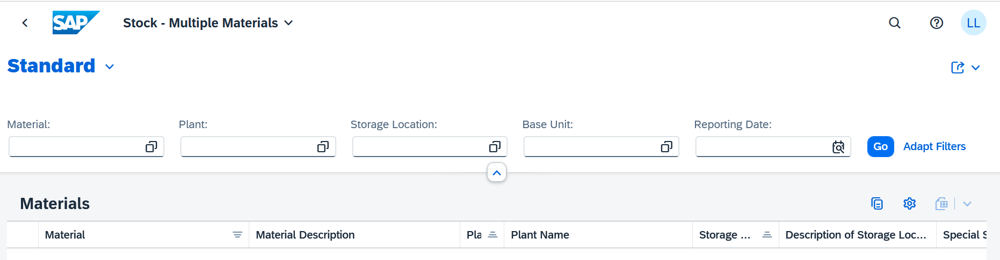 SAP Stock - Multiple Materials LL
Standard
Material: Plant: Storage Location: Base Unit: Reporting Date:
Go Adapt Filters
Materials
Material Material Description Pla Plant Name Storage ... Description of Storage Loc... Special S